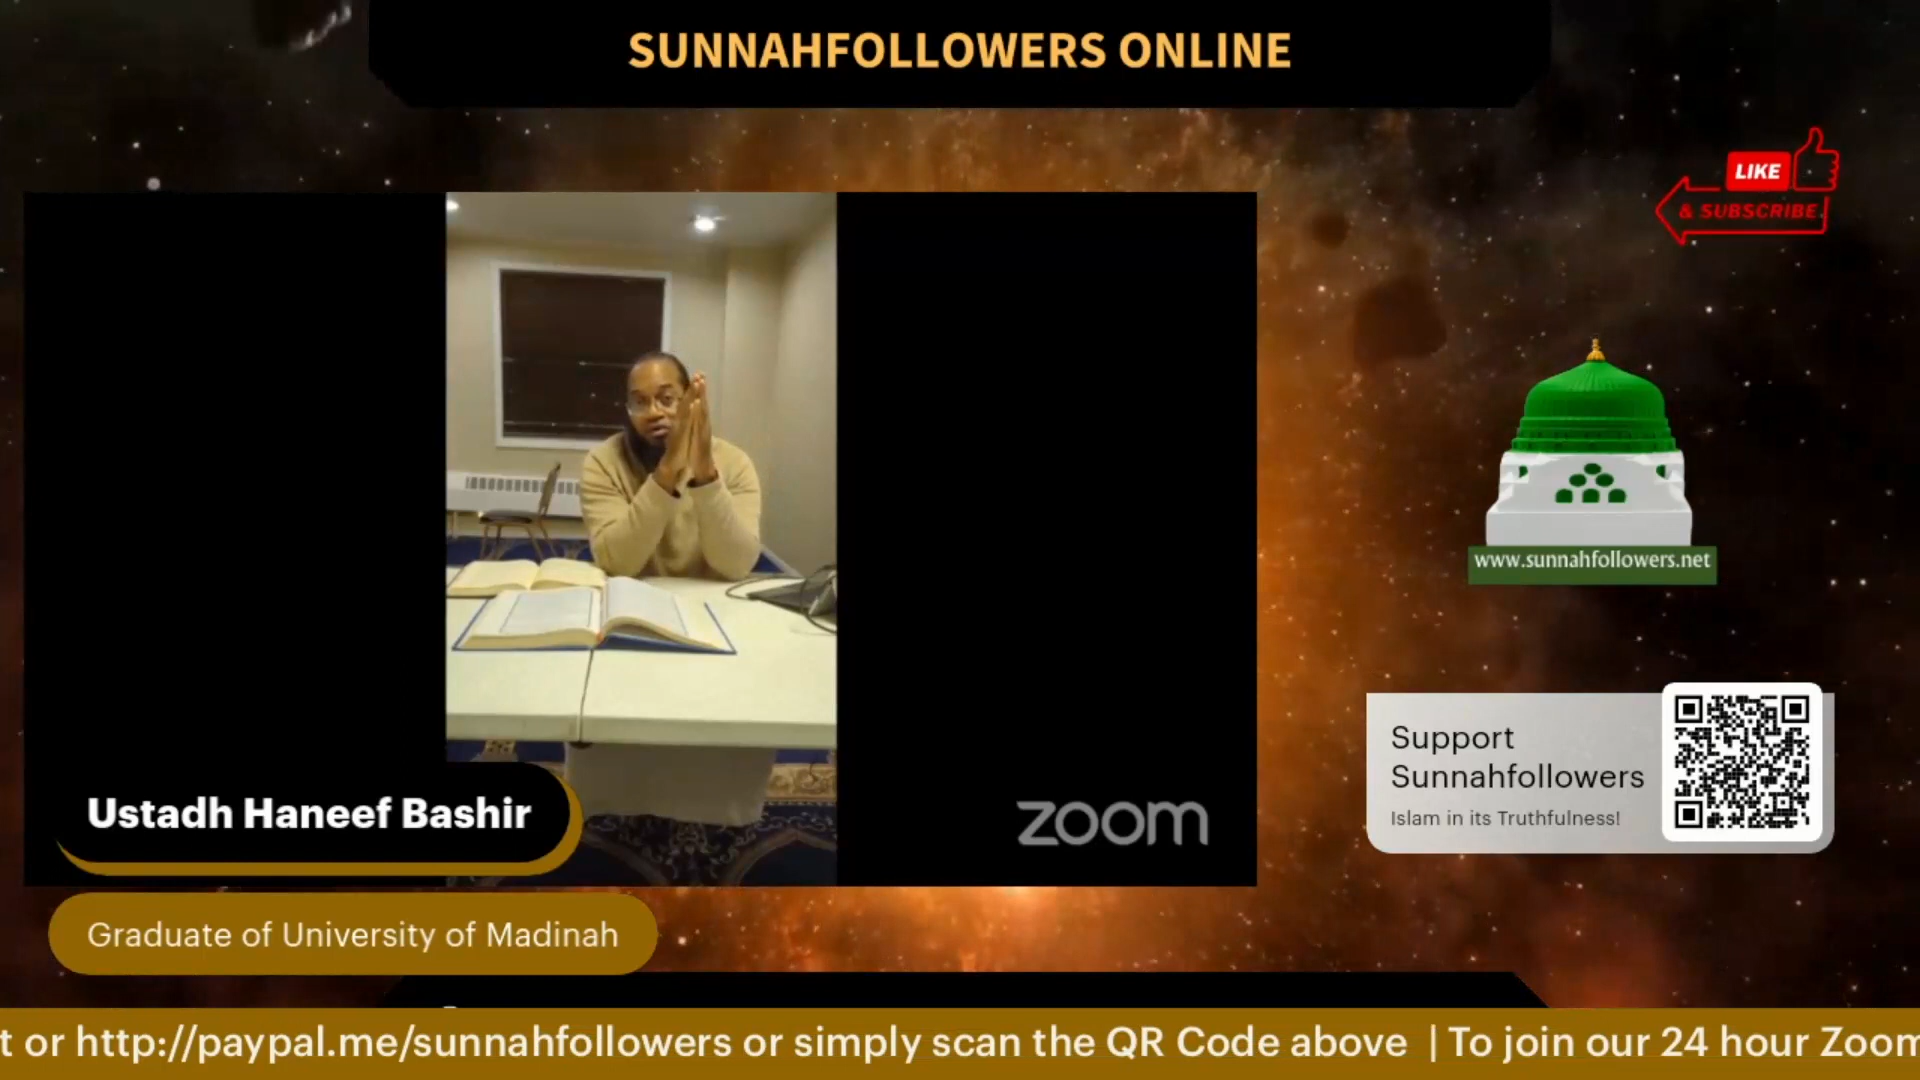 SUNNAHFOLLOWERS ONLINE
LIKE
& SUBSCRIBE
www.sunnahfollowers.net
Support
Sunnahfollowers
Islam in its Truthfulness!
zoom
Ustadh Haneef Bashir
Graduate of University of Madinah
t or http://paypal.me/sunnahfollowers or simply scan the QR Code above | To join our 24 hour Zoom